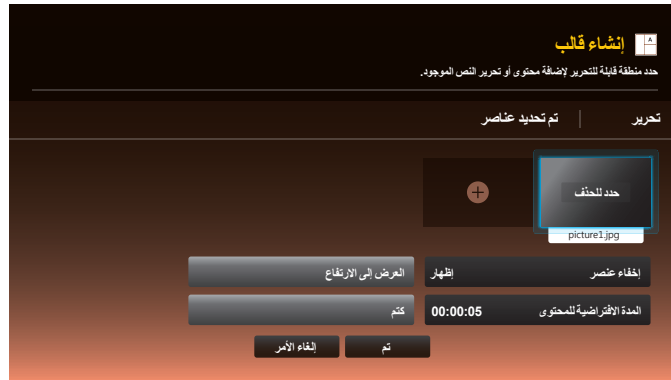 إنشاء قالب
حدد منطقة قابلة للتحرير لإضافة محتوى أو تحرير النص الموجود.
تحرير | تم تحديد عناصر
حدد للحذف
picture1.jpg
إخفاء عنصر إظهار العرض إلى الارتفاع
المدة الافتراضية للمحتوى 00:00:05 كتم
تم إلغاء الأمر